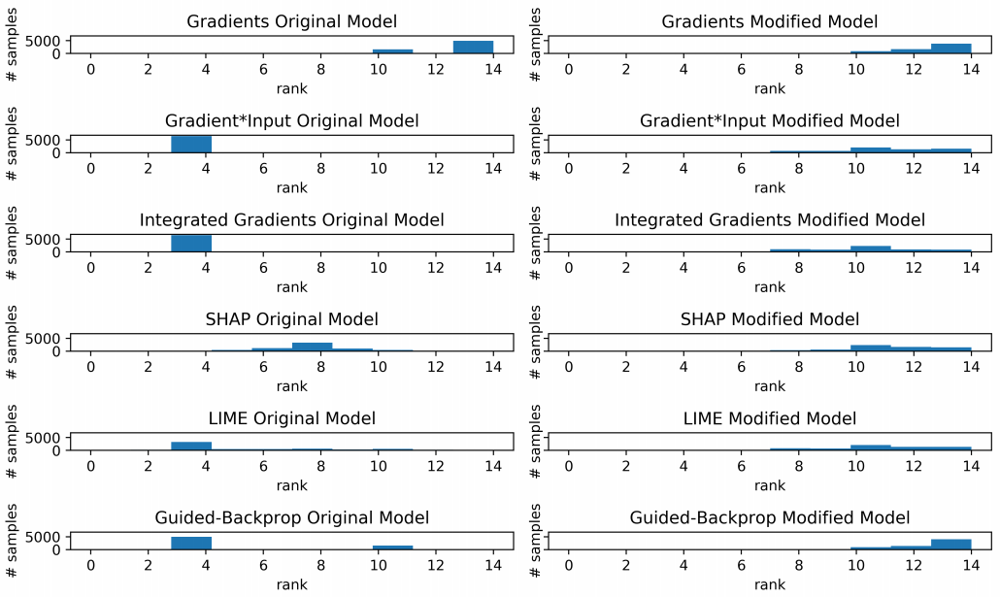 Gradients Original Model
# samples
5000
0
0 2 4 6 8 10 12 14
rank
Gradients Modified Model
# samples
0 2 4 6 8 10 12 14
rank
Gradient*Input Original Model
# samples
5000
0
0 2 4 6 8 10 12 14
rank
Gradient*Input Modified Model
# samples
0 2 4 6 8 10 12 14
rank
Integrated Gradients Original Model
# samples
5000
0
0 2 4 6 8 10 12 14
rank
Integrated Gradients Modified Model
# samples
0 2 4 6 8 10 12 14
rank
SHAP Original Model
# samples
5000
0
0 2 4 6 8 10 12 14
rank
SHAP Modified Model
# samples
0 2 4 6 8 10 12 14
rank
LIME Original Model
# samples
5000
0
0 2 4 6 8 10 12 14
rank
LIME Modified Model
# samples
0 2 4 6 8 10 12 14
rank
Guided-Backprop Original Model
# samples
5000
0
0 2 4 6 8 10 12 14
rank
Guided-Backprop Modified Model
# samples
0 2 4 6 8 10 12 14
rank